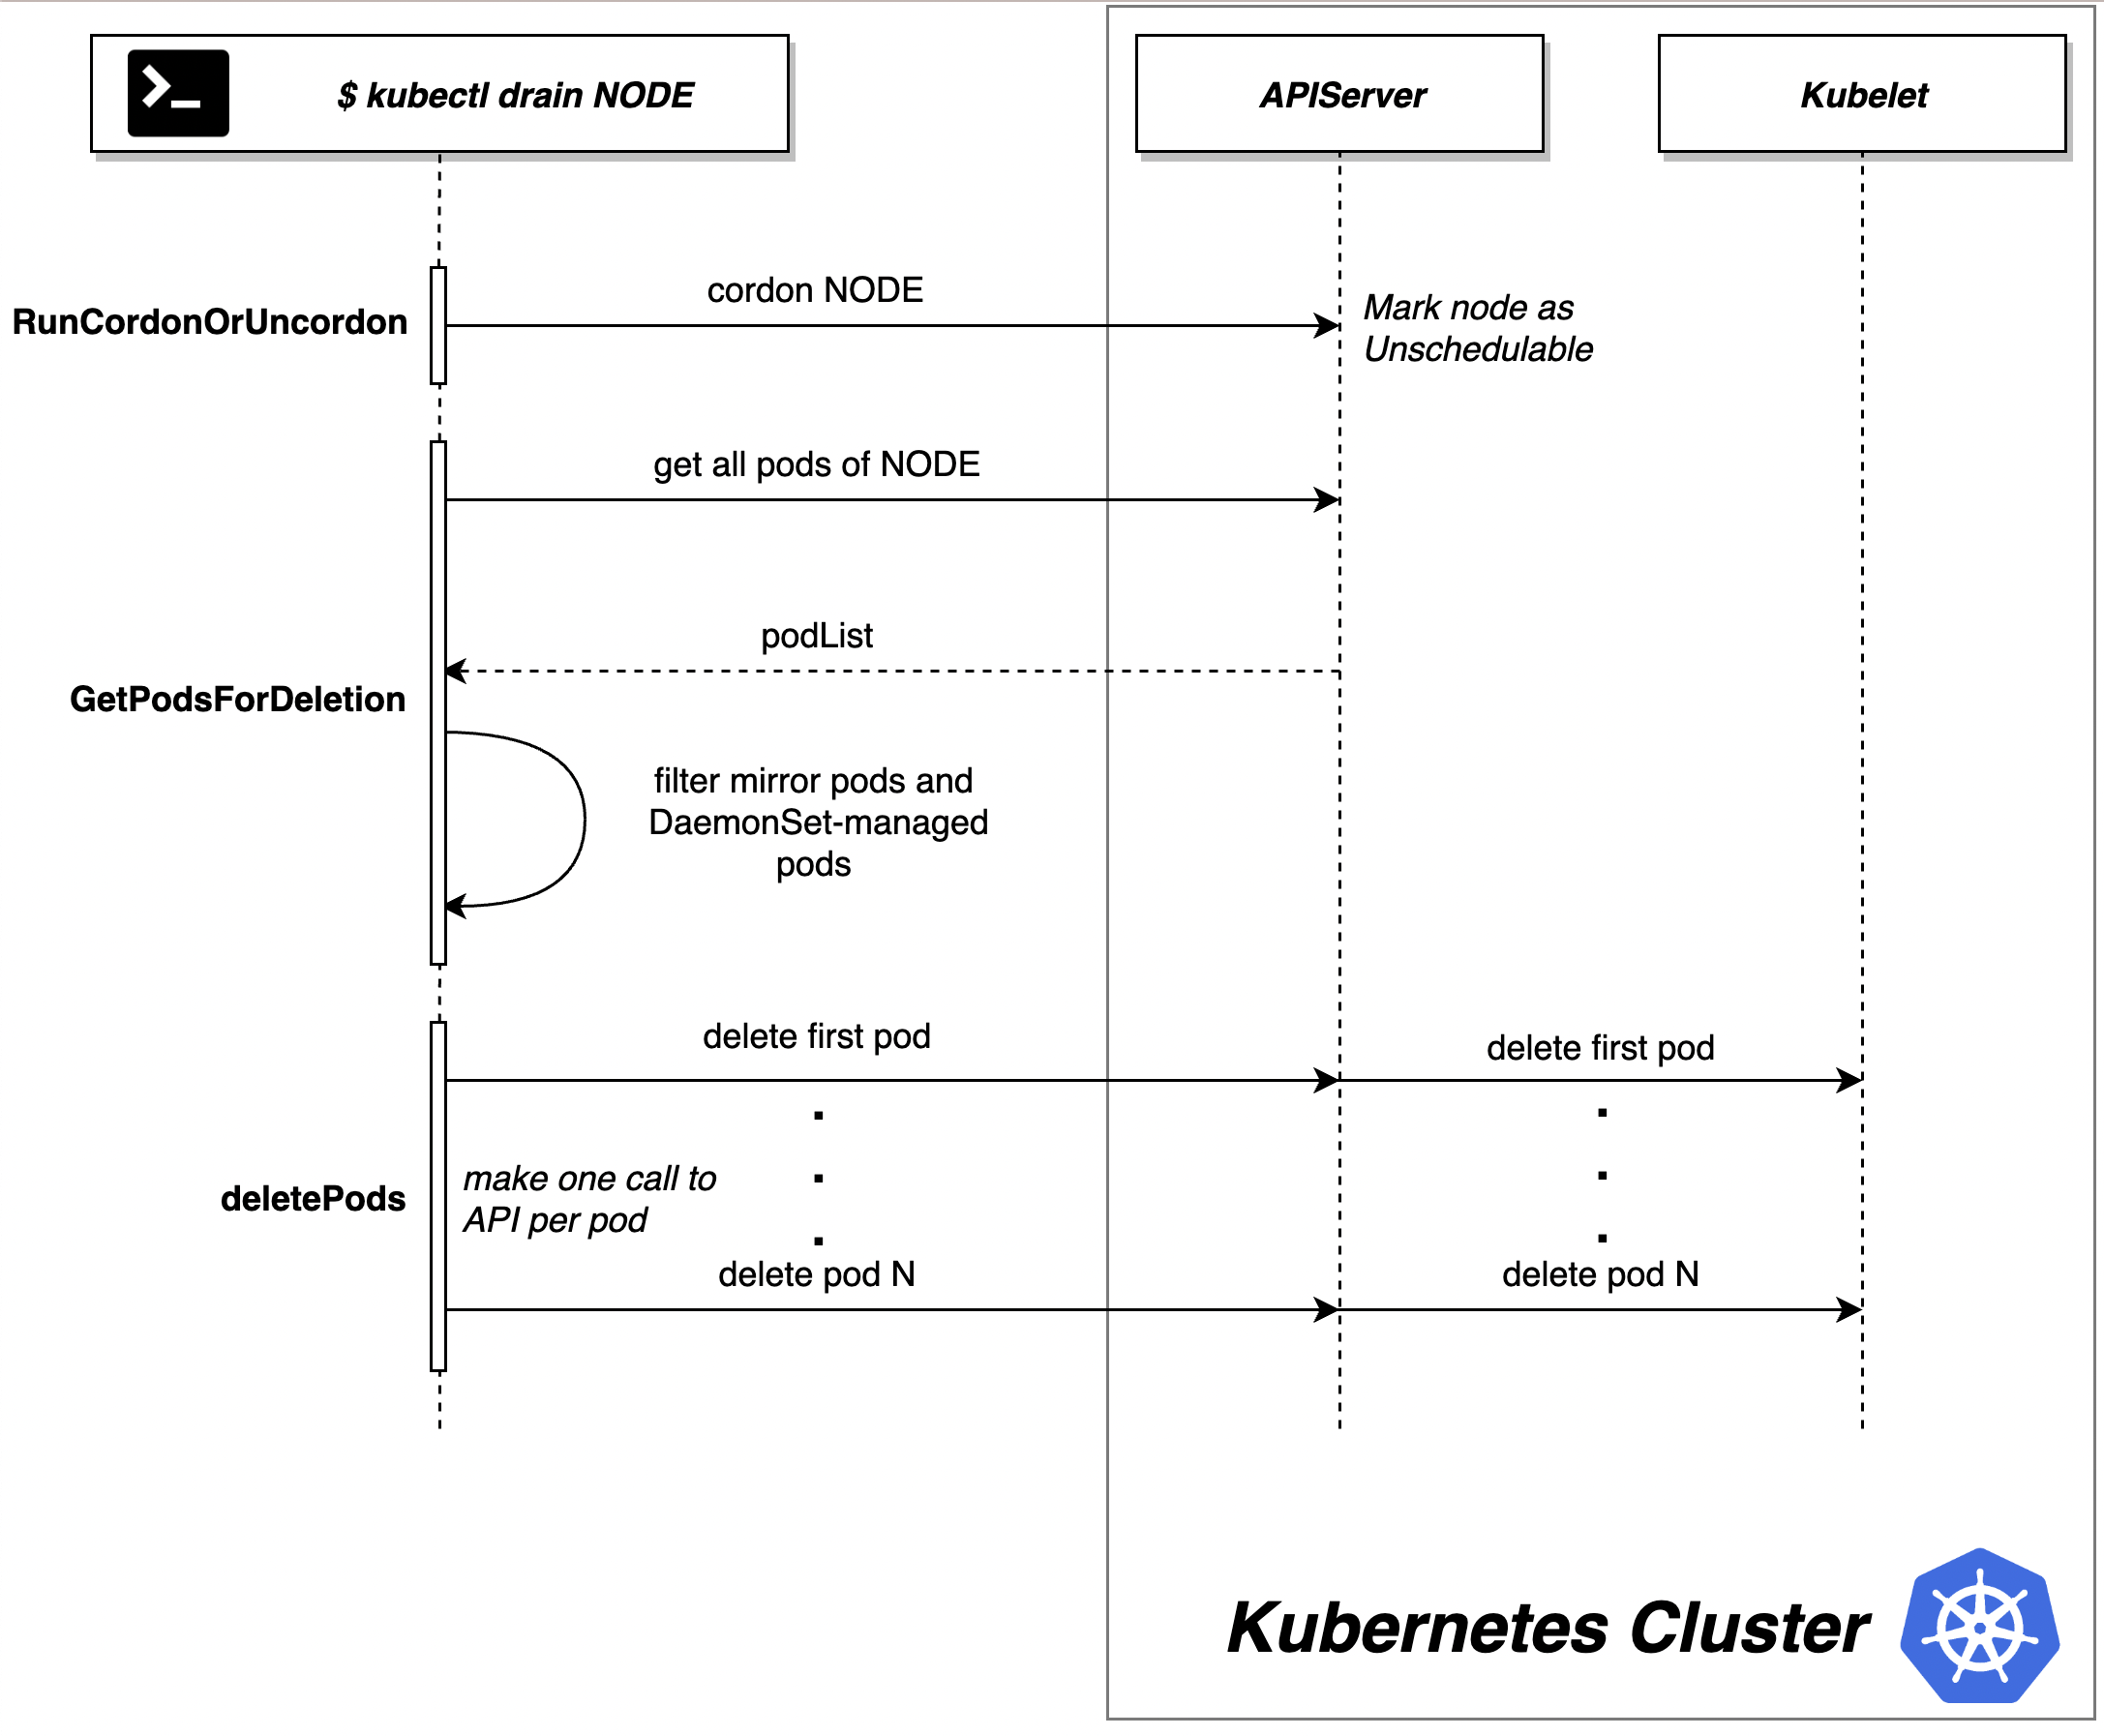 $ kubectl drain NODE
APIServer
Kubelet
cordon NODE
RunCordonOrUncordon
Mark node as
Unschedulable
get all pods of NODE
podList
GetPodsForDeletion
filter mirror pods and
DaemonSet-managed
pods
delete first pod
delete first pod
deletePods
make one call to
API per pod
delete pod N
delete pod N
Kubernetes Cluster